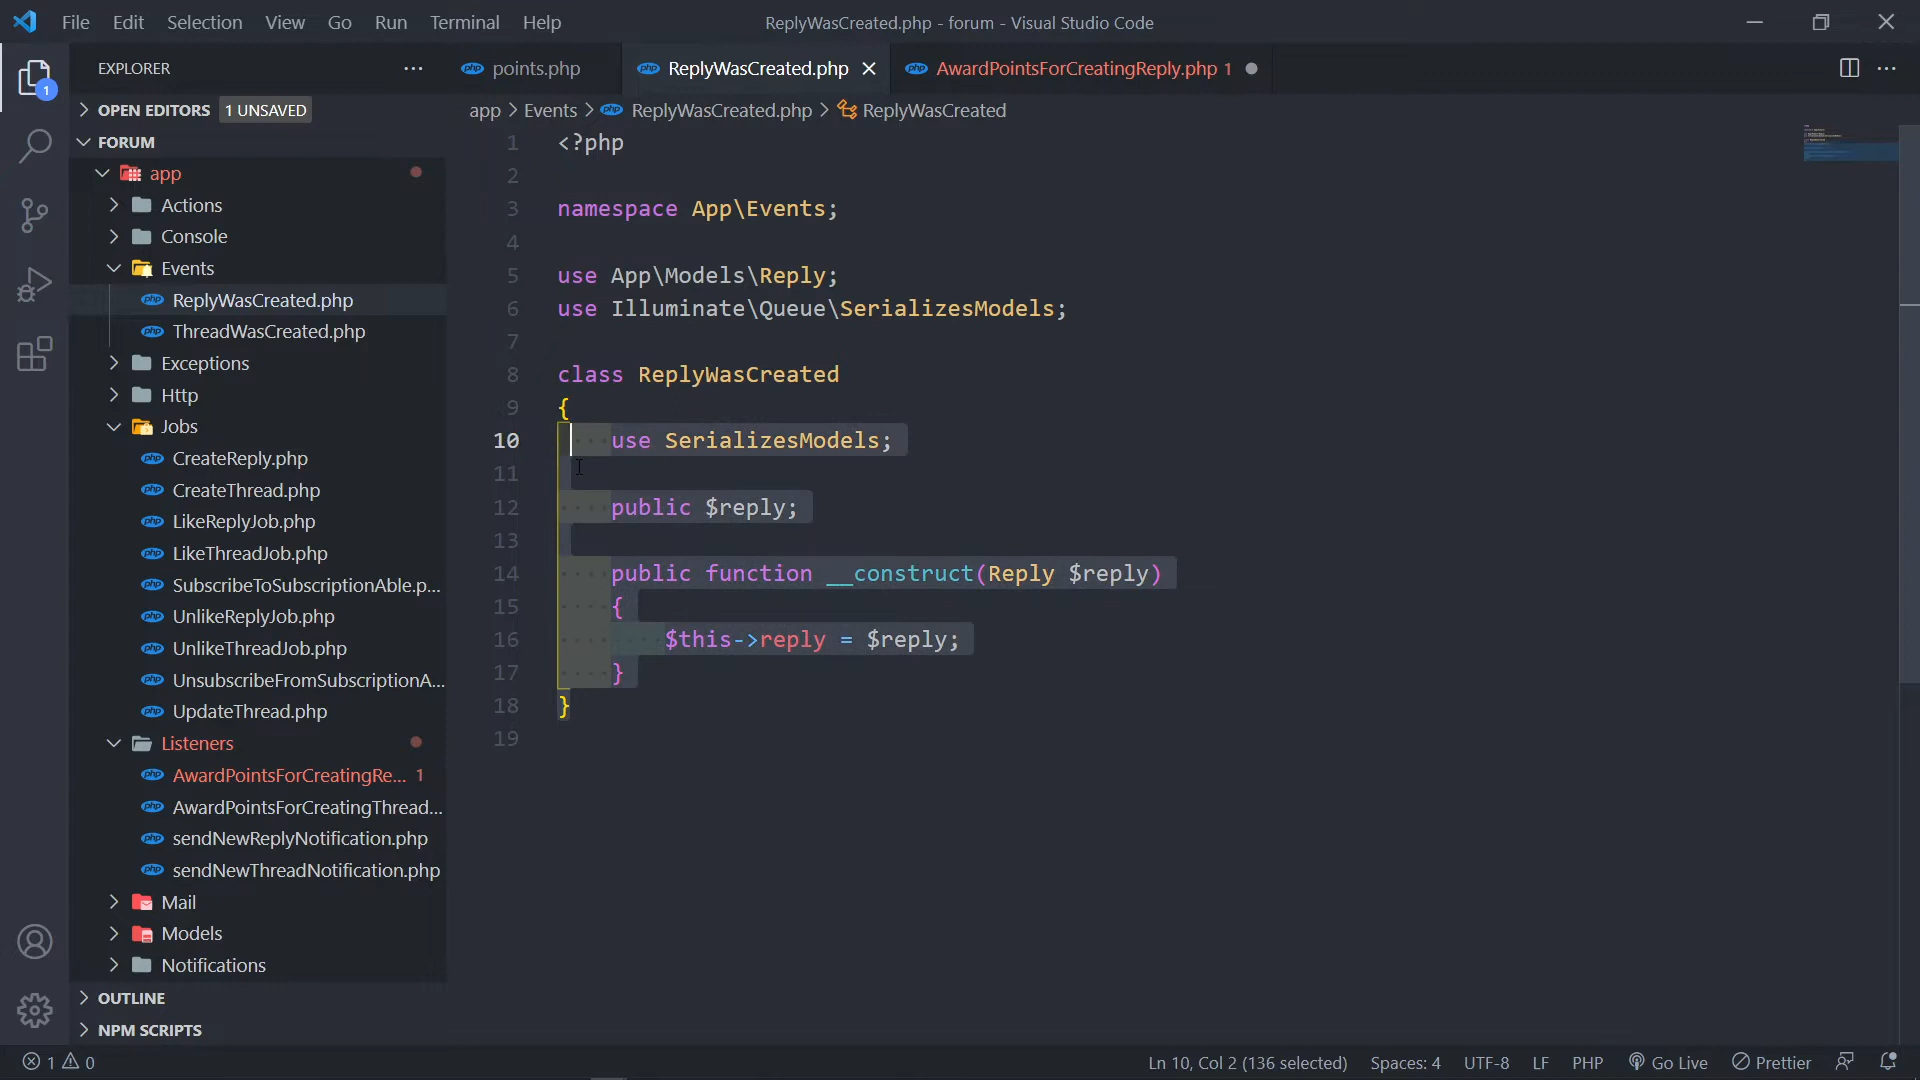 File Edit Selection View Go Run Terminal Help
ReplyWasCreated.php - forum - Visual Studio Code
EXPLORER
points.php
ReplyWasCreated.php
AwardPointsForCreatingReply.php 1
OPEN EDITORS 1 UNSAVED
app > Events > ReplyWasCreated.php > ReplyWasCreated
FORUM
app
Actions
Console
Events
ReplyWasCreated.php
ThreadWasCreated.php
Exceptions
Http
Jobs
CreateReply.php
CreateThread.php
LikeReplyJob.php
LikeThreadJob.php
SubscribeToSubscriptionAble.p...
UnlikeReplyJob.php
UnlikeThreadJob.php
UnsubscribeFromSubscriptionA...
UpdateThread.php
Listeners
AwardPointsForCreatingRe... 1
AwardPointsForCreatingThread...
sendNewReplyNotification.php
sendNewThreadNotification.php
Mail
Models
Notifications
OUTLINE
NPM SCRIPTS
1
1 <?php
2
3 namespace App\Events;
4
5 use App\Models\Reply;
6 use Illuminate\Queue\SerializesModels;
7
8 class ReplyWasCreated
9 {
10 use SerializesModels;
11
12 public $reply;
13
14 public function __construct(Reply $reply)
15 {
16 $this->reply = $reply;
17 }
18 }
19
1 0
Ln 10, Col 2 (136 selected) Spaces: 4 UTF-8 LF PHP Go Live Prettier